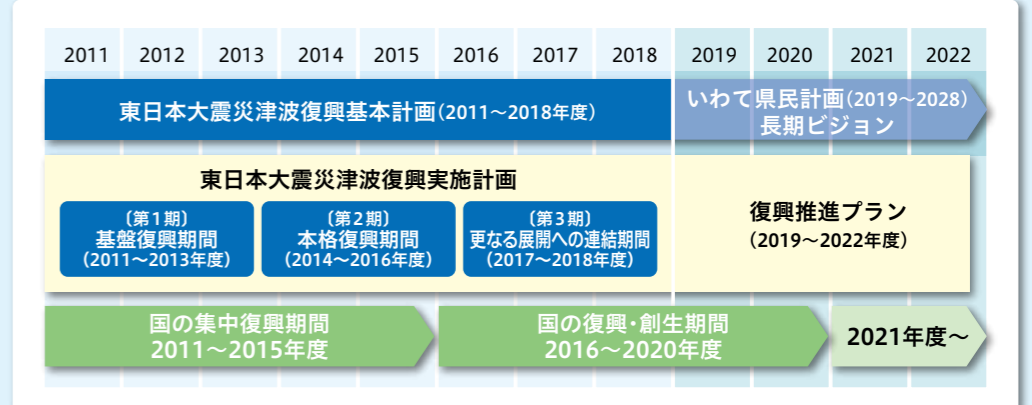 2011 2012 2013 2014 2015 2016 2017 2018 2019 2020 2021 2022
東日本大震災津波復興基本計画(2011~2018年度)
いわて県民計画(2019~2028)
長期ビジョン
東日本大震災津波復興実施計画
〔第1期〕
基盤復興期間
(2011~2013年度)
〔第2期〕
本格復興期間
(2014~2016年度)
〔第3期〕
更なる展開への連結期間
(2017~2018年度)
復興推進プラン
(2019~2022年度)
国の集中復興期間
2011~2015年度
国の復興・創生期間
2016~2020年度
2021年度~